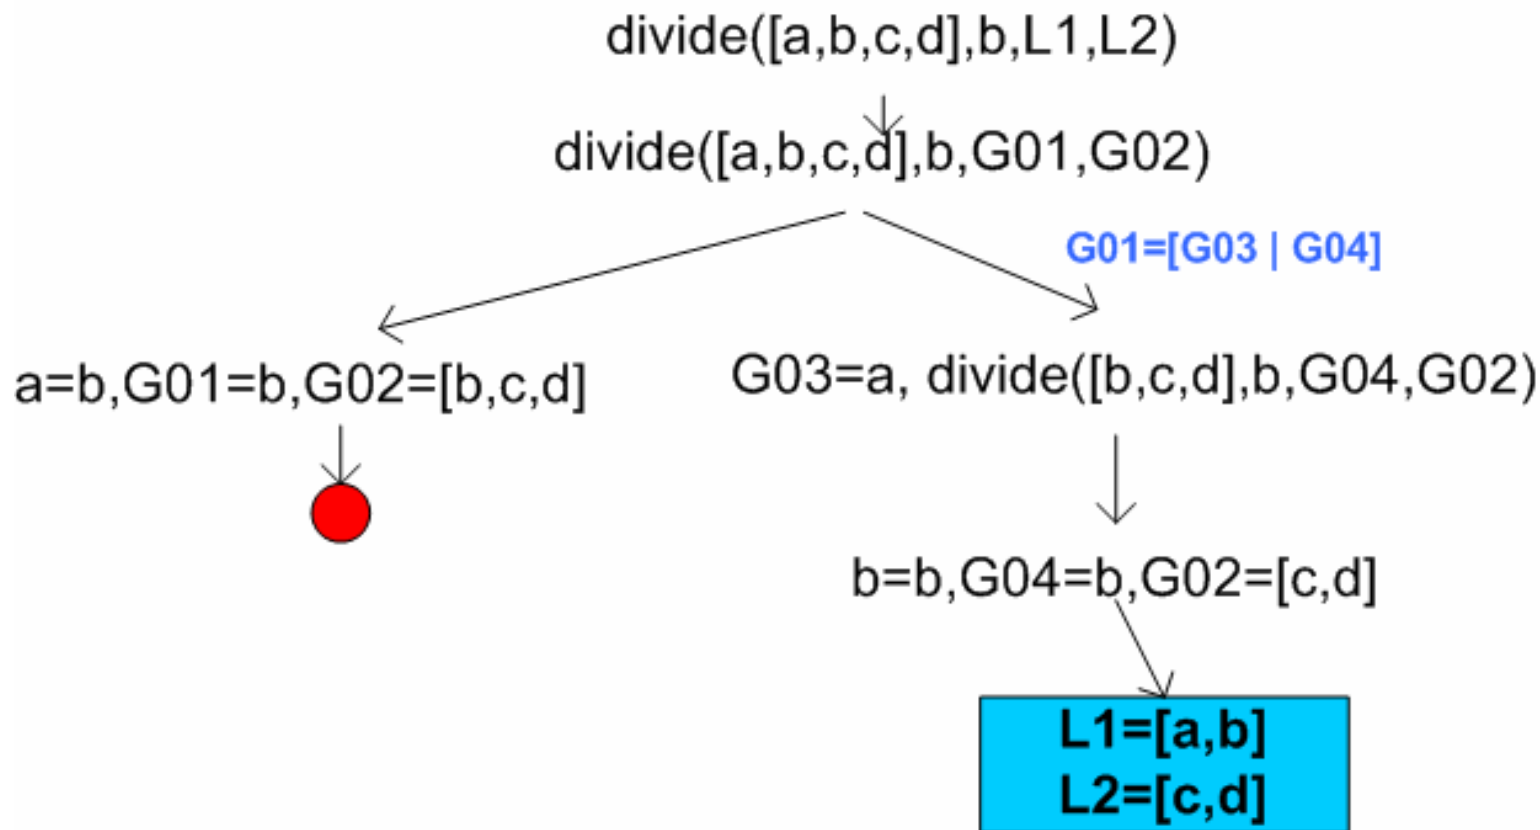 divide([a,b,c,d],b,L1,L2)
divide([a,b,c,d],b,G01,G02)
G01=[G03 | G04]
a=b,G01=b,G02=[b,c,d]
G03=a, divide([b,c,d],b,G04,G02)
b=b,G04=b,G02=[c,d]
L1=[a,b]
L2=[c,d]